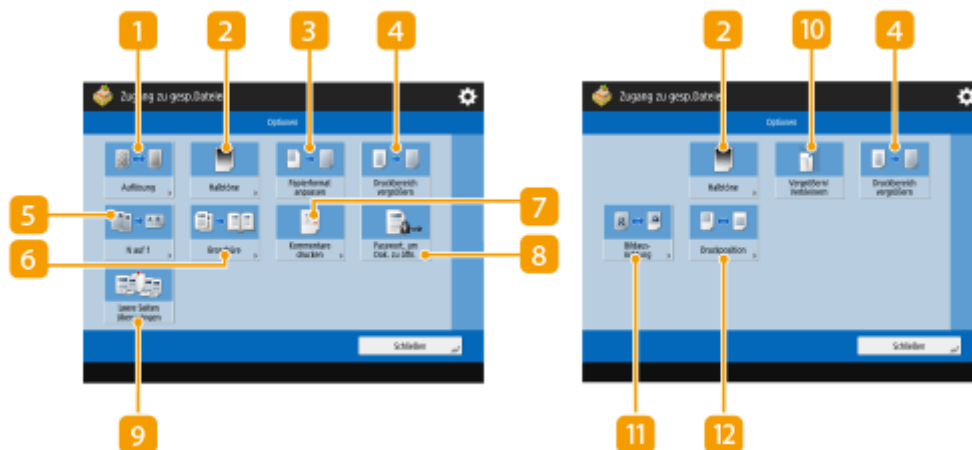 1 2 3 4
Zugang zu gesp.Dateien
Optionen
Auflösung
Halbtöne
Papierformat
anpassen
Druckbereich
vergrößern
5
N auf 1
6
Broschüre
7
Kommentare
drucken
8
Passwort, um
Dok. zu öffn.
Leere Seiten
überspringen
Schließen
9
2 10 4
Zugang zu gesp.Dateien
Optionen
Halbtöne
Vergrößern/
Verkleinern
Druckbereich
vergrößern
Bildaus-
richtung
Druckposition
Schließen
11 12